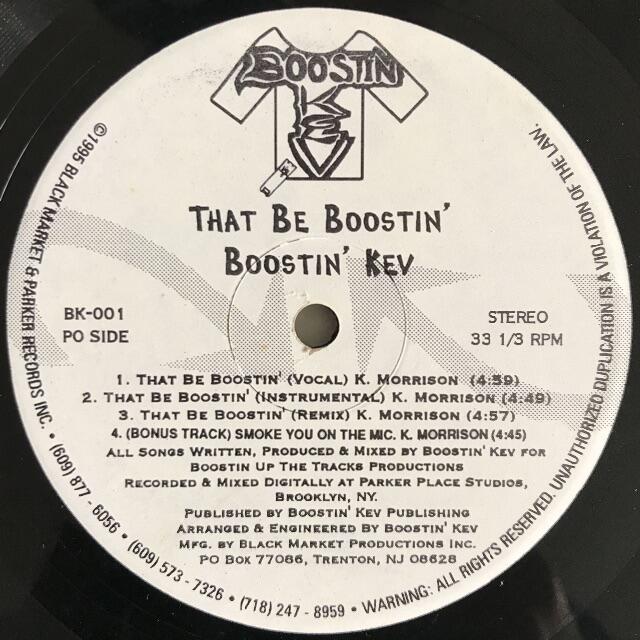 BOOSTIN
KEV
THAT BE BOOSTIN'
BOOSTIN' KEV
BK-001
PO SIDE
STEREO
33 1/3 RPM
1. THAT BE BOOSTIN' (VOCAL) K. MORRISON (4:59)
2. THAT BE BOOSTIN' (INSTRUMENTAL) K. MORRISON (4:49)
3. THAT BE BOOSTIN' (REMIX) K. MORRISON (4:57)
4. (BONUS TRACK) SMOKE YOU ON THE MIC. K. MORRISON (4:45)
ALL SONGS WRITTEN, PRODUCED & MIXED BY BOOSTIN' KEV FOR
BOOSTIN UP THE TRACKS PRODUCTIONS
RECORDED & MIXED DIGITALLY AT PARKER PLACE STUDIOS,
BROOKLYN, NY.
PUBLISHED BY BOOSTIN' KEV PUBLISHING
ARRANGED & ENGINEERED BY BOOSTIN' KEV
MFG. BY BLACK MARKET PRODUCTIONS INC.
PO BOX 77086, TRENTON, NJ 08628
©1995 BLACK MARKET & PARKER RECORDS INC. • (609) 877 - 6056 • (609) 573 - 7326 • (718) 247 - 8959 • WARNING: ALL RIGHTS RESERVED. UNAUTHORIZED DUPLICATION IS A VIOLATION OF THE LAW.